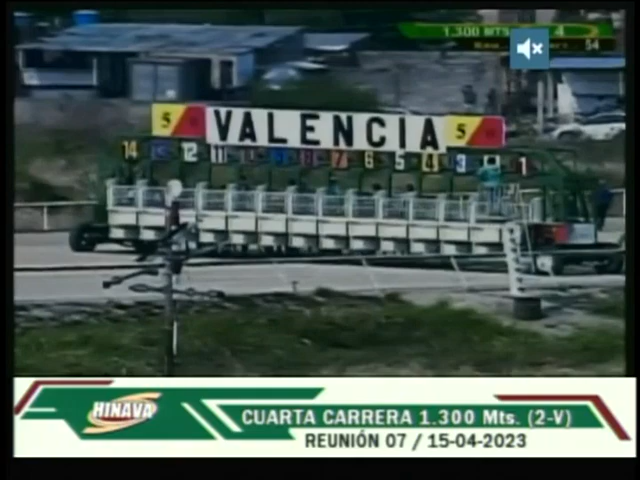 1.300 MTS 4
54
5 VALENCIA 5
14 12 11 7 6 5 4 3 1
HINAVA
CUARTA CARRERA 1.300 Mts. (2-V)
REUNIÓN 07 / 15-04-2023